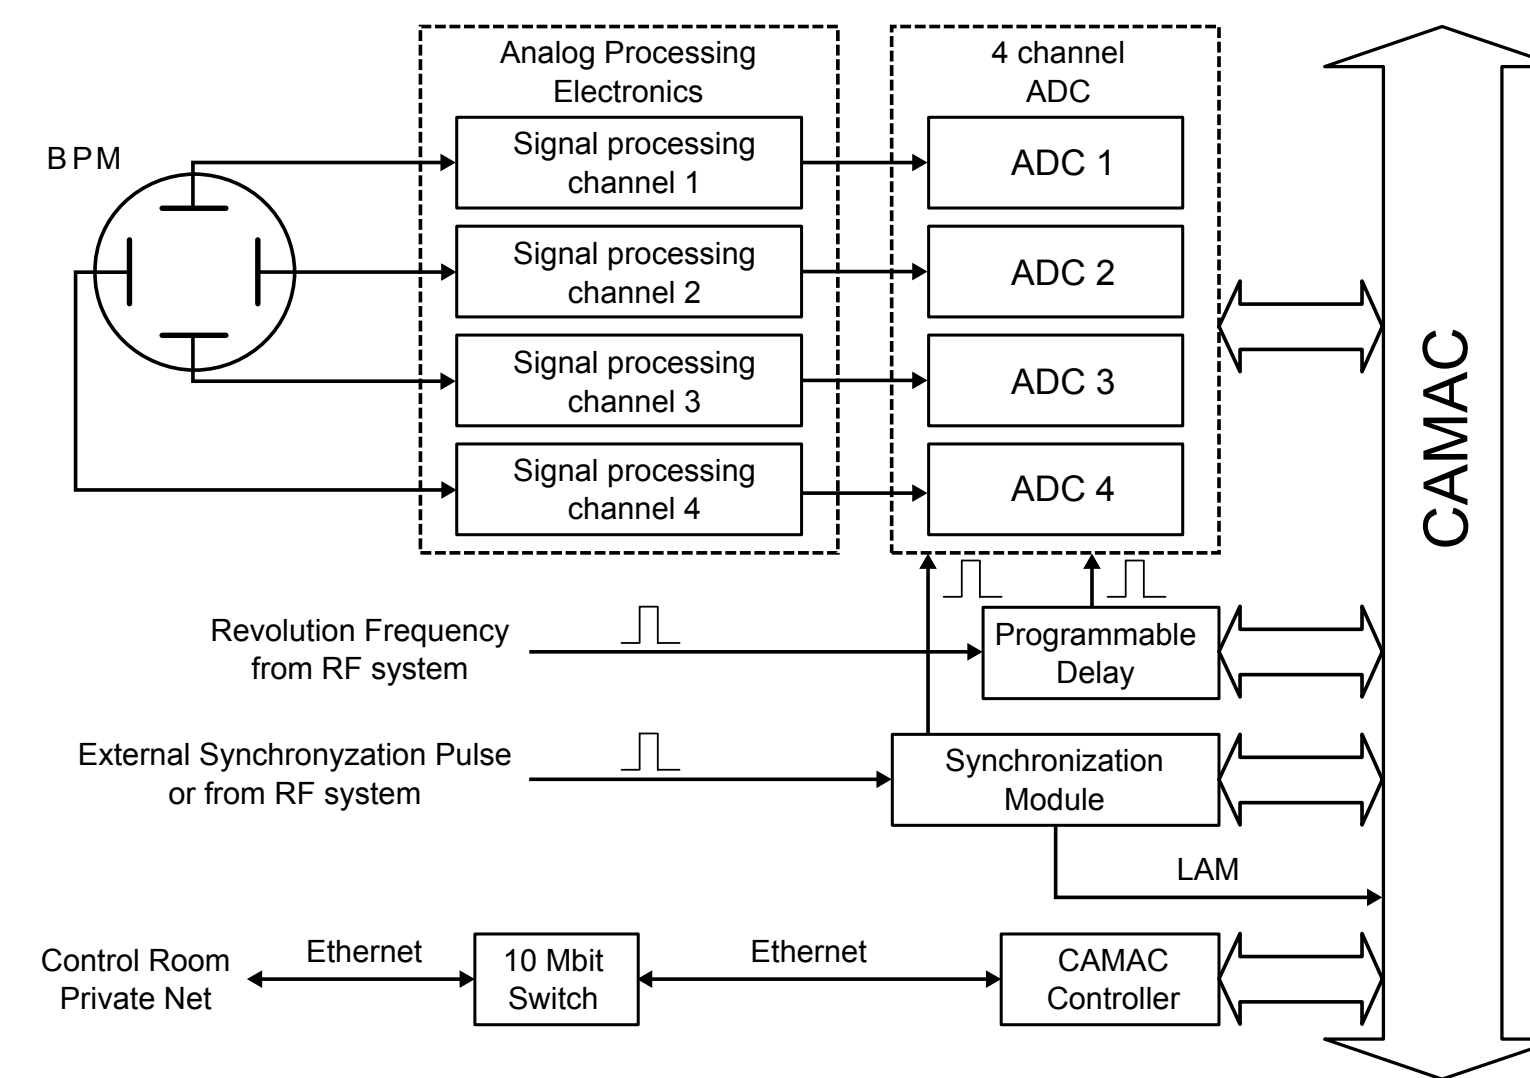 Analog Processing
Electronics
4 channel
ADC
BPM
Signal processing
channel 1
ADC 1
Signal processing
channel 2
ADC 2
Signal processing
channel 3
ADC 3
Signal processing
channel 4
ADC 4
CAMAC
Revolution Frequency
from RF system
Programmable
Delay
External Synchronyzation Pulse
or from RF system
Synchronization
Module
LAM
Control Room
Private Net
Ethernet
10 Mbit
Switch
Ethernet
CAMAC
Controller